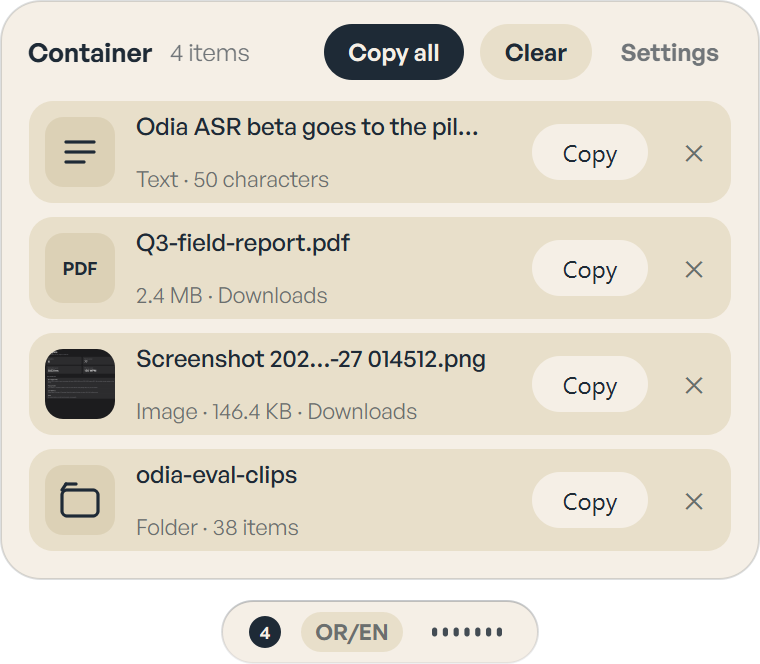 Container 4 items Copy all Clear Settings
Odia ASR beta goes to the pil...
Text · 50 characters
Copy
PDF
Q3-field-report.pdf
2.4 MB · Downloads
Copy
Screenshot 202...-27 014512.png
Image · 146.4 KB · Downloads
Copy
odia-eval-clips
Folder · 38 items
Copy
4 OR/EN